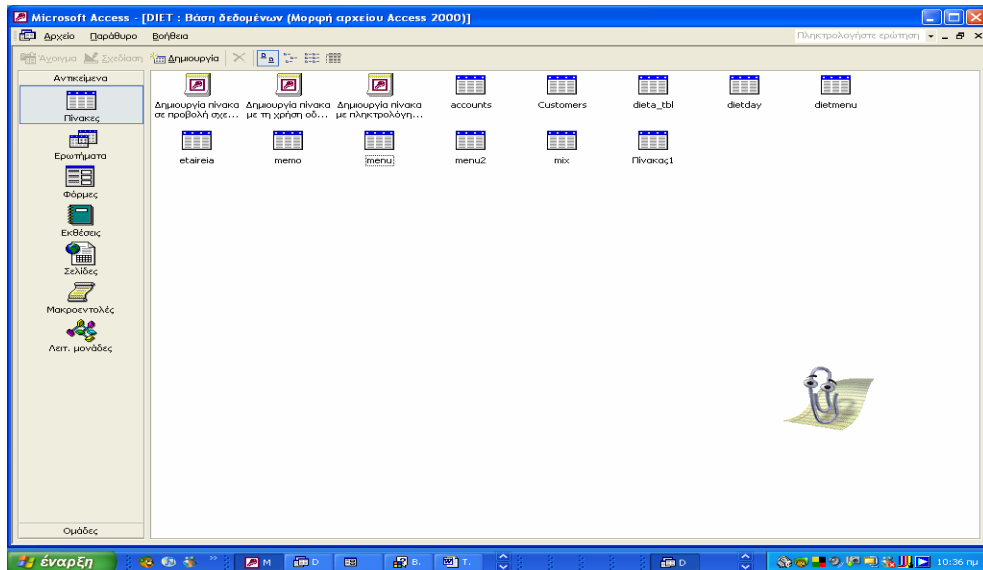 Microsoft Access - [DIET : Βάση δεδομένων (Μορφή αρχείου Access 2000)]
Αρχείο Παράθυρο Βοήθεια Πληκτρολογήστε ερώτηση
Άνοιγμα Σχεδίαση Δημιουργία
Αντικείμενα
Πίνακες
Ερωτήματα
Φόρμες
Εκθέσεις
Σελίδες
Μακροεντολές
Λειτ. μονάδες
Ομάδες
Δημιουργία πίνακα σε προβολή σχε...
Δημιουργία πίνακα με τη χρήση οδ...
Δημιουργία πίνακα με πληκτρολόγη...
accounts
Customers
dieta_tbl
dietday
dietmenu
etaireia
memo
menu
menu2
mix
Πίνακας1
έναρξη M D B. T. D 10:36 πμ